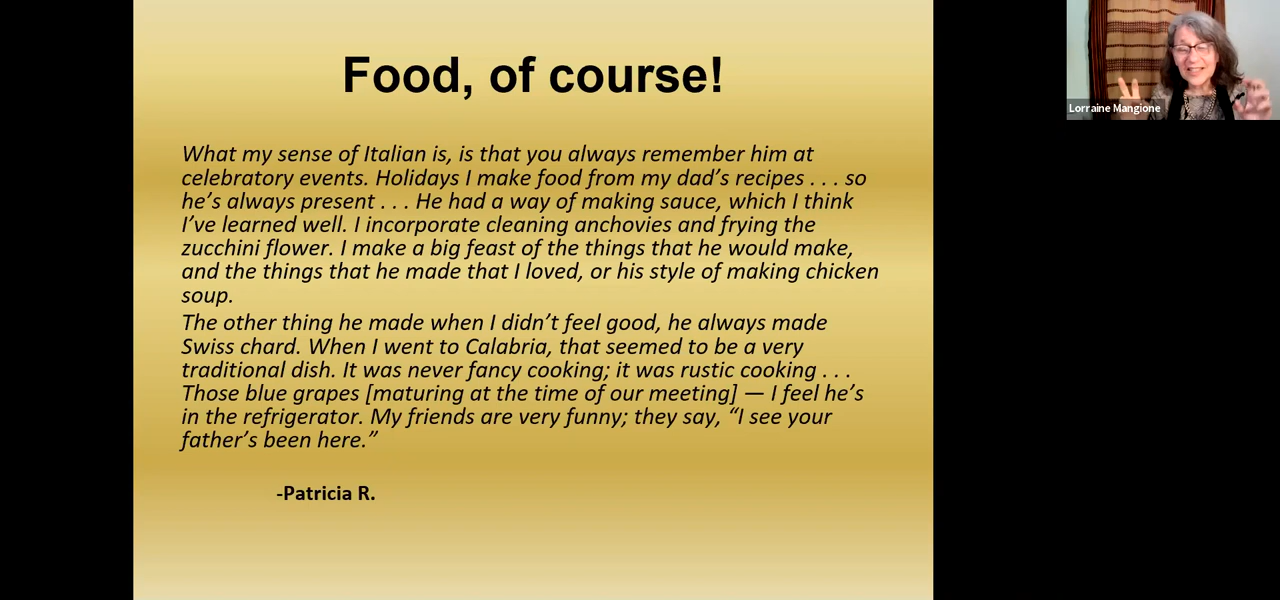 Food, of course!
What my sense of Italian is, is that you always remember him at
celebratory events. Holidays I make food from my dad’s recipes . . . so
he’s always present . . . He had a way of making sauce, which I think
I’ve learned well. I incorporate cleaning anchovies and frying the
zucchini flower. I make a big feast of the things that he would make,
and the things that he made that I loved, or his style of making chicken
soup.
The other thing he made when I didn’t feel good, he always made
Swiss chard. When I went to Calabria, that seemed to be a very
traditional dish. It was never fancy cooking; it was rustic cooking . . .
Those blue grapes [maturing at the time of our meeting] — I feel he’s
in the refrigerator. My friends are very funny; they say, “I see your
father’s been here.”
-Patricia R.
Lorraine Mangione